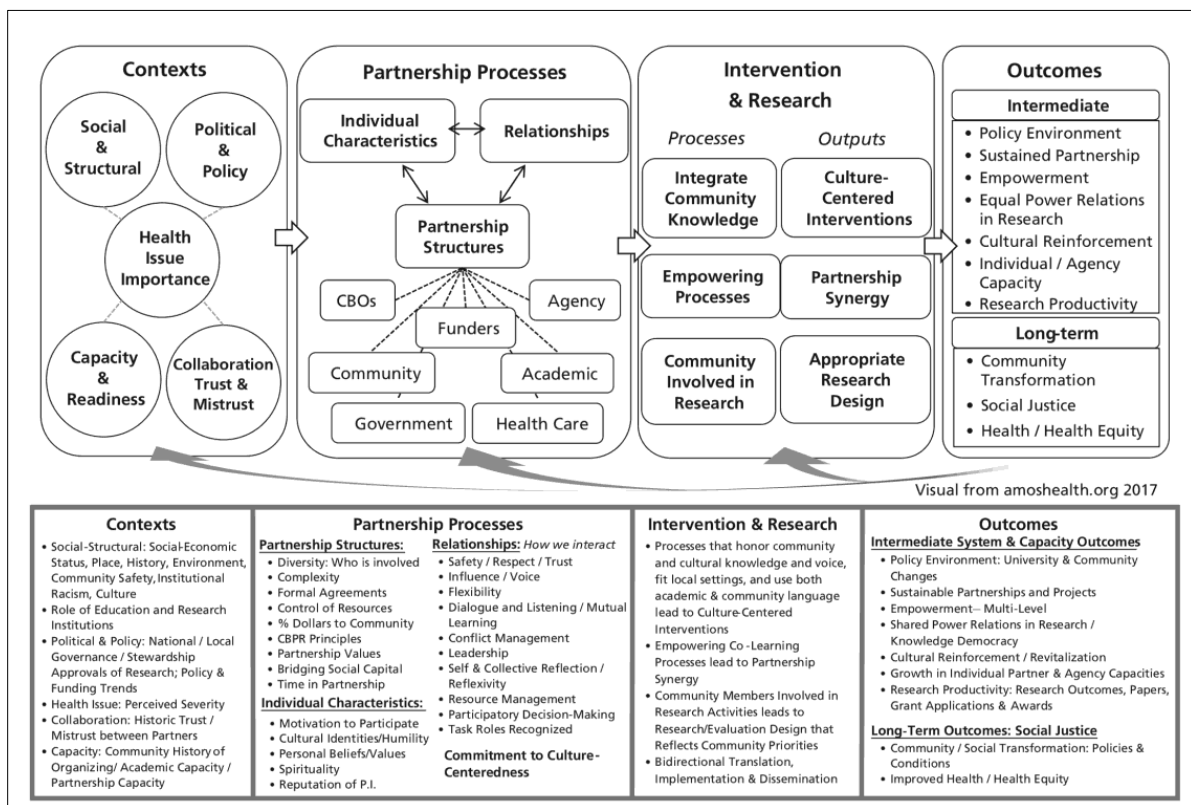 Contexts
Social
&
Structural
Political
&
Policy
Health
Issue
Importance
Capacity
&
Readiness
Collaboration
Trust &
Mistrust
Partnership Processes
Individual
Characteristics
Relationships
Partnership
Structures
CBOs
Agency
Funders
Community
Academic
Government
Health Care
Intervention
& Research
Processes
Outputs
Integrate
Community
Knowledge
Culture-
Centered
Interventions
Empowering
Processes
Partnership
Synergy
Community
Involved in
Research
Appropriate
Research
Design
Outcomes
Intermediate
• Policy Environment
• Sustained Partnership
• Empowerment
• Equal Power Relations
in Research
• Cultural Reinforcement
• Individual / Agency
Capacity
• Research Productivity
Long-term
• Community
Transformation
• Social Justice
• Health / Health Equity
Visual from amoshealth.org 2017
Contexts
• Social-Structural: Social-Economic
Status, Place, History, Environment,
Community Safety, Institutional
Racism, Culture
• Role of Education and Research
Institutions
• Political & Policy: National / Local
Governance / Stewardship
Approvals of Research; Policy &
Funding Trends
• Health Issue: Perceived Severity
• Collaboration: Historic Trust /
Mistrust between Partners
• Capacity: Community History of
Organizing/ Academic Capacity /
Partnership Capacity
Partnership Processes
Partnership Structures:
• Diversity: Who is involved
• Complexity
• Formal Agreements
• Control of Resources
• % Dollars to Community
• CBPR Principles
• Partnership Values
• Bridging Social Capital
• Time in Partnership
Individual Characteristics:
• Motivation to Participate
• Cultural Identities/Humility
• Personal Beliefs/Values
• Spirituality
• Reputation of P.I.
Relationships: How we interact
• Safety / Respect / Trust
• Influence / Voice
• Flexibility
• Dialogue and Listening / Mutual
Learning
• Conflict Management
• Leadership
• Self & Collective Reflection /
Reflexivity
• Resource Management
• Participatory Decision-Making
• Task Roles Recognized
Commitment to Culture-
Centeredness
Intervention & Research
• Processes that honor community
and cultural knowledge and voice,
fit local settings, and use both
academic & community language
lead to Culture-Centered
Interventions
• Empowering Co -Learning
Processes lead to Partnership
Synergy
• Community Members Involved in
Research Activities leads to
Research/Evaluation Design that
Reflects Community Priorities
• Bidirectional Translation,
Implementation & Dissemination
Outcomes
Intermediate System & Capacity Outcomes
• Policy Environment: University & Community
Changes
• Sustainable Partnerships and Projects
• Empowerment– Multi-Level
• Shared Power Relations in Research /
Knowledge Democracy
• Cultural Reinforcement / Revitalization
• Growth in Individual Partner & Agency Capacities
• Research Productivity: Research Outcomes, Papers,
Grant Applications & Awards
Long-Term Outcomes: Social Justice
• Community / Social Transformation: Policies &
Conditions
• Improved Health / Health Equity